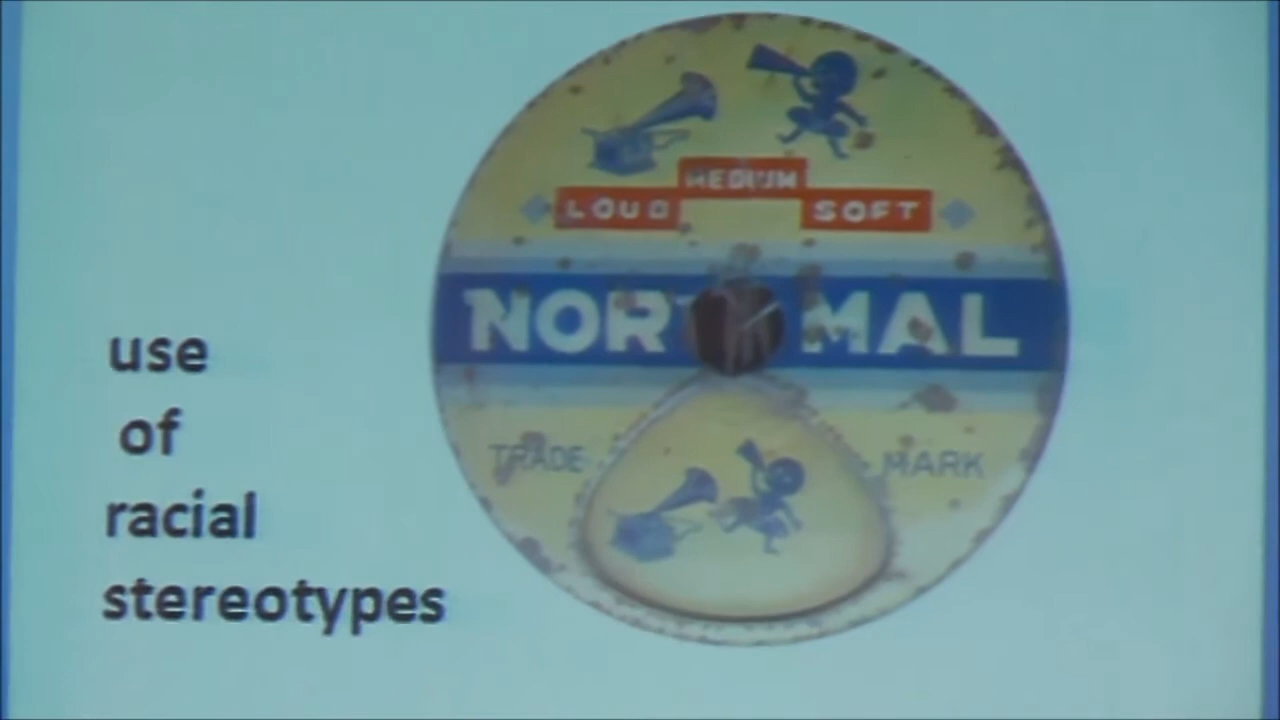 use
of
racial
stereotypes
MEDIUM
LOUD SOFT
NORMAL
TRADE MARK